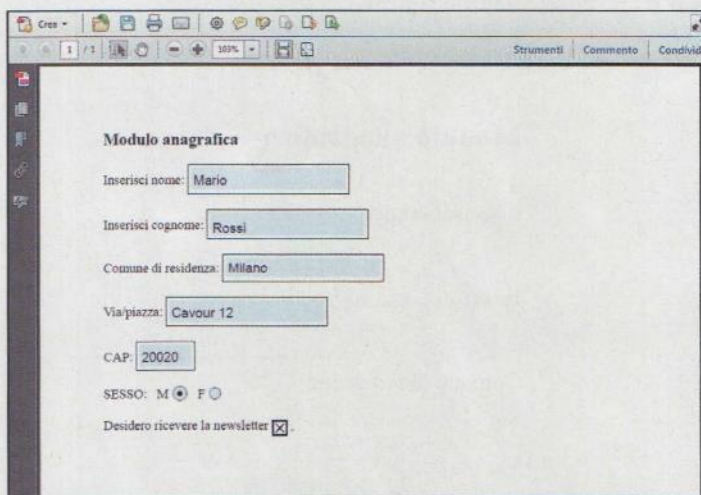 Crea
1 / 1 103% Strumenti Commento Condivid
Modulo anagrafica
Inserisci nome: Mario
Inserisci cognome: Rossi
Comune di residenza: Milano
Via/piazza: Cavour 12
CAP: 20020
SESSO: M F
Desidero ricevere la newsletter .